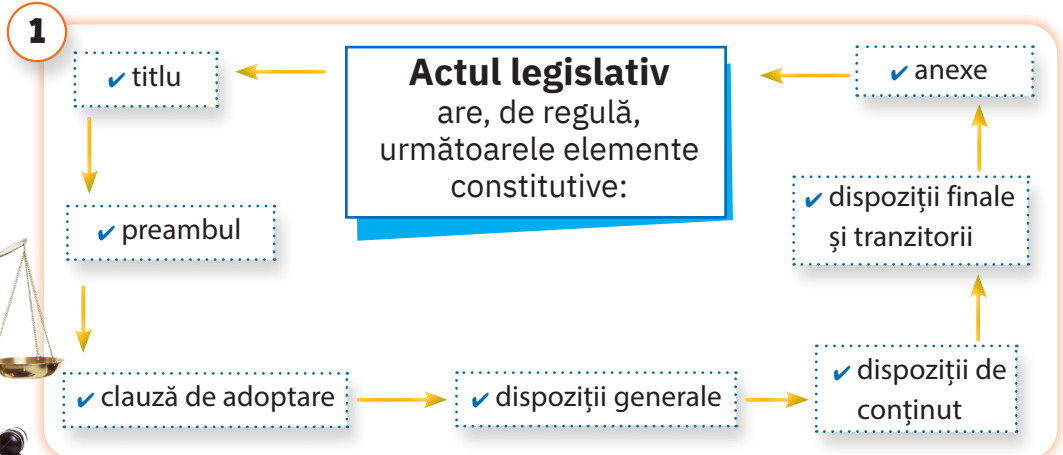 1
Actul legislativ
are, de regulă,
următoarele elemente
constitutive:
✔ titlu
✔ preambul
✔ clauză de adoptare
✔ dispoziții generale
✔ dispoziții de
conținut
✔ dispoziții finale
și tranzitorii
✔ anexe